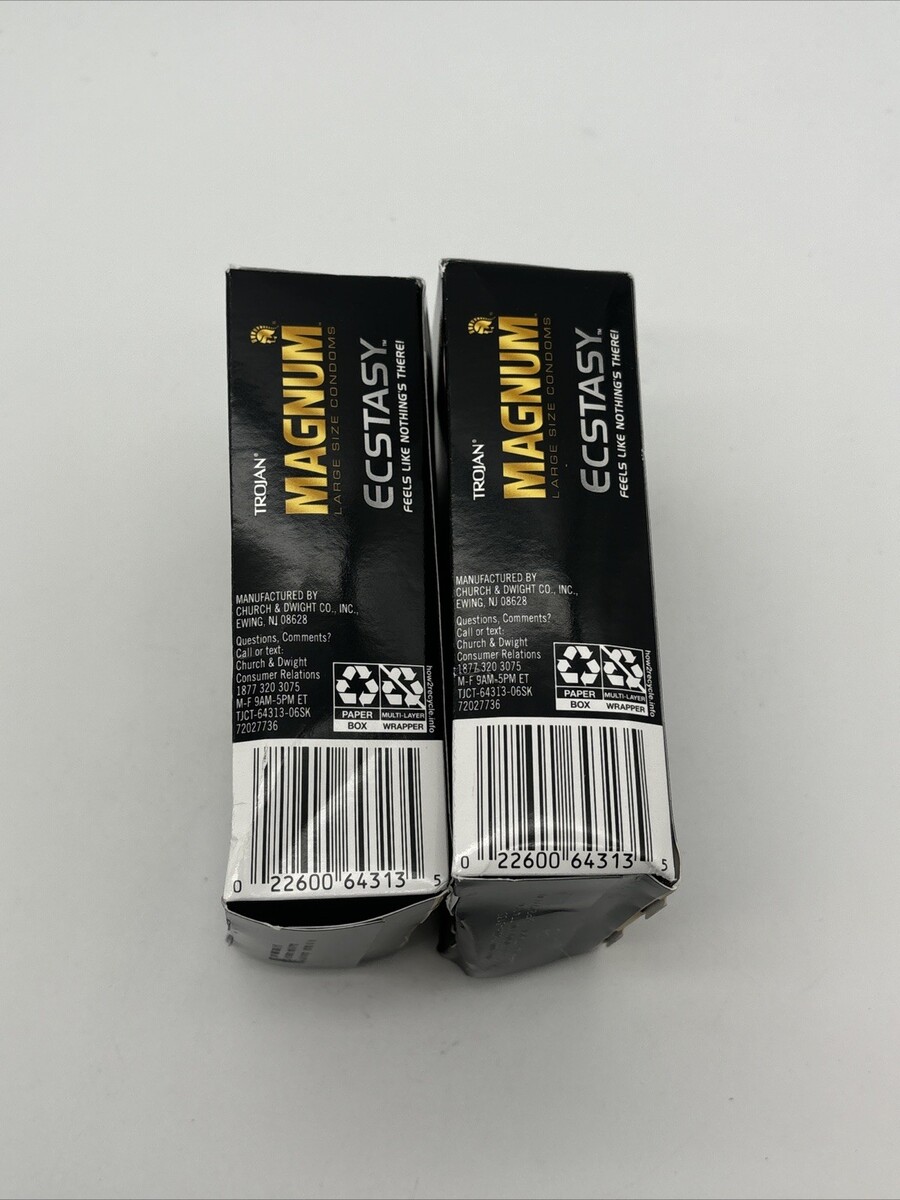 TROJAN®
MAGNUM
LARGE SIZE CONDOMS
ECSTASY™
FEELS LIKE NOTHING'S THERE!
MANUFACTURED BY
CHURCH & DWIGHT CO., INC.,
EWING, NJ 08628
Questions, Comments?
Call or text:
Church & Dwight
Consumer Relations
1877 320 3075
M-F 9AM-5PM ET
TJCT-64313-06SK
72027736
PAPER
BOX
MULTI-LAYER
WRAPPER
how2recycle.info
0 22600 64313 5
TROJAN®
MAGNUM
LARGE SIZE CONDOMS
ECSTASY™
FEELS LIKE NOTHING'S THERE!
MANUFACTURED BY
CHURCH & DWIGHT CO., INC.,
EWING, NJ 08628
Questions, Comments?
Call or text:
Church & Dwight
Consumer Relations
1877 320 3075
M-F 9AM-5PM ET
TJCT-64313-06SK
72027736
PAPER
BOX
MULTI-LAYER
WRAPPER
how2recycle.info
0 22600 64313 5